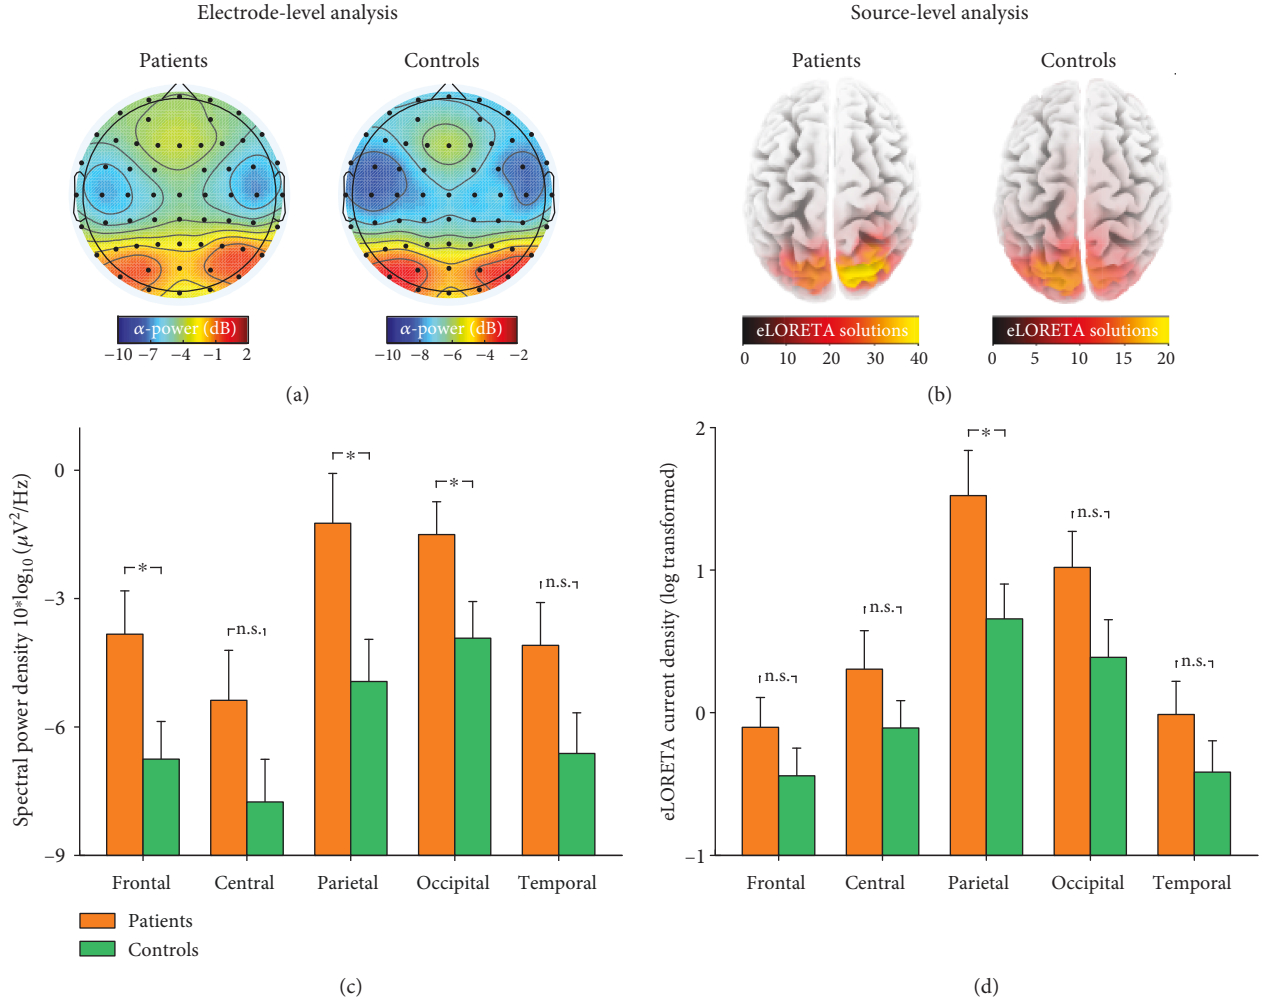 Electrode-level analysis
Source-level analysis
Patients
Controls
Patients
Controls
α-power (dB)
−10 −7 −4 −1 2
α-power (dB)
−10 −8 −6 −4 −2
eLORETA solutions
0 10 20 30 40
eLORETA solutions
0 5 10 15 20
(a)
(b)
Spectral power density 10*log10 (μV2/Hz)
0
−3
−6
−9
*
n.s.
*
*
n.s.
Frontal Central Parietal Occipital Temporal
Patients
Controls
(c)
eLORETA current density (log transformed)
2
1
0
−1
n.s.
n.s.
*
n.s.
n.s.
Frontal Central Parietal Occipital Temporal
(d)